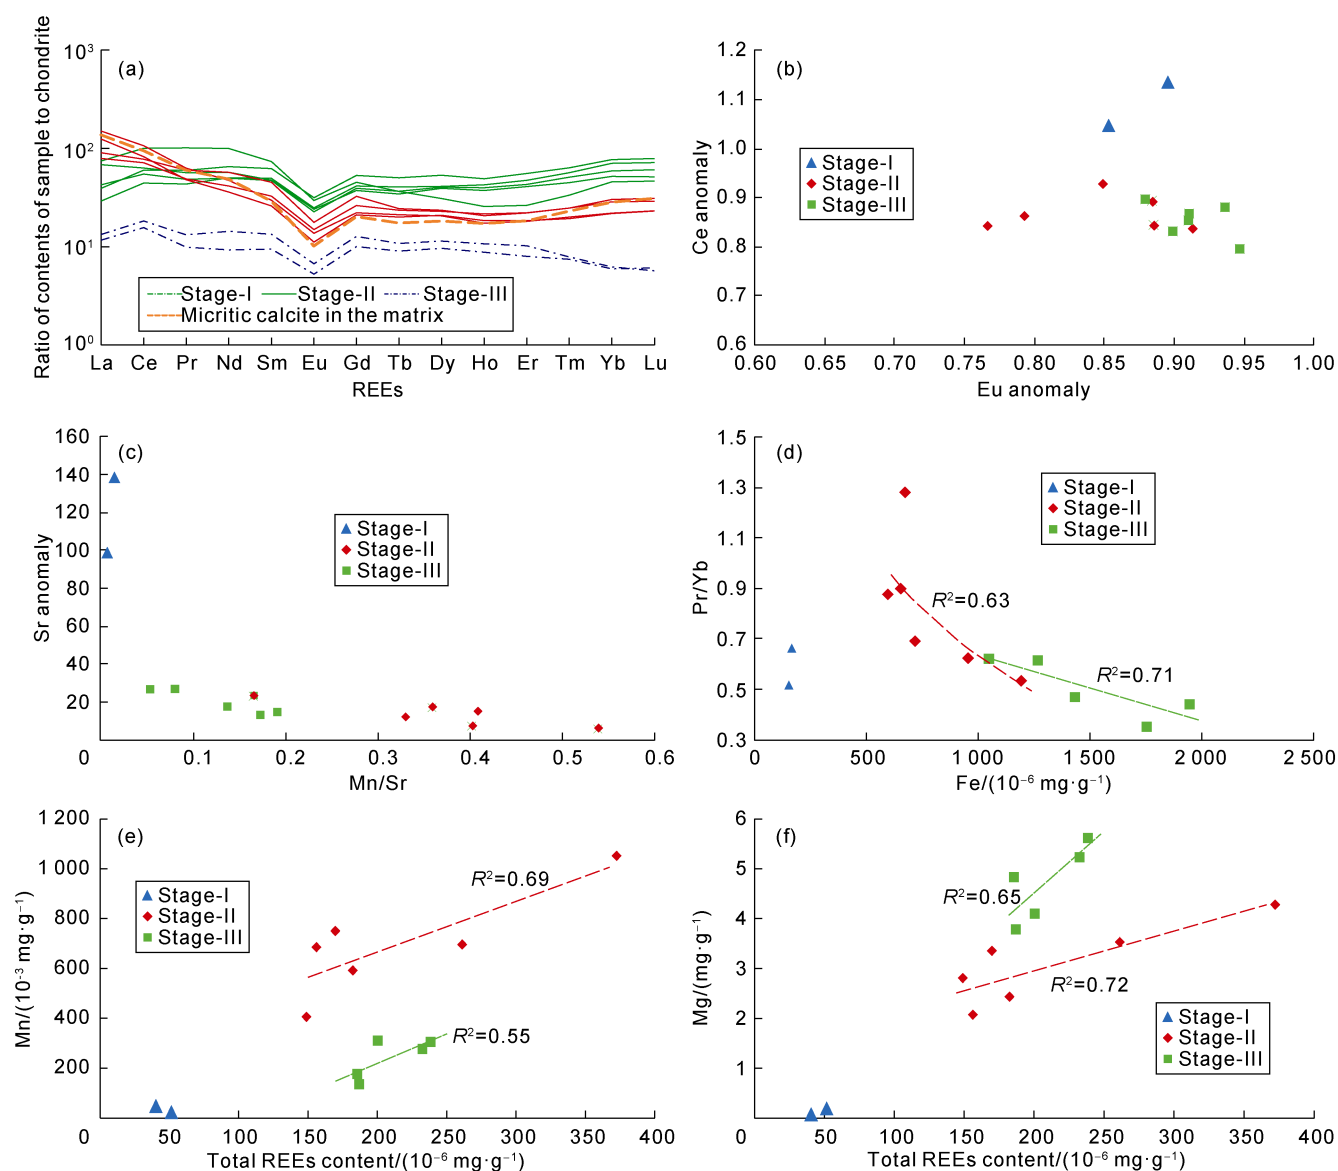 Ratio of contents of sample to chondrite
10³
10²
10¹
10⁰
(a)
Stage-I Stage-II Stage-III
Micritic calcite in the matrix
La Ce Pr Nd Sm Eu Gd Tb Dy Ho Er Tm Yb Lu
REEs
Ce anomaly
1.2
1.1
1.0
0.9
0.8
0.7
0.6
(b)
Stage-I
Stage-II
Stage-III
0.60 0.65 0.70 0.75 0.80 0.85 0.90 0.95 1.00
Eu anomaly
Sr anomaly
160
140
120
100
80
60
40
20
(c)
Stage-I
Stage-II
Stage-III
0 0.1 0.2 0.3 0.4 0.5 0.6
Mn/Sr
Pr/Yb
1.5
1.3
1.1
0.9
0.7
0.5
0.3
(d)
Stage-I
Stage-II
Stage-III
R²=0.63
R²=0.71
0 500 1 000 1 500 2 000 2 500
Fe/(10⁻⁶ mg·g⁻¹)
Mn/(10⁻³ mg·g⁻¹)
1 200
1 000
800
600
400
200
(e)
Stage-I
Stage-II
Stage-III
R²=0.69
R²=0.55
0 50 100 150 200 250 300 350 400
Total REEs content/(10⁻⁶ mg·g⁻¹)
Mg/(mg·g⁻¹)
6
5
4
3
2
1
(f)
R²=0.65
R²=0.72
Stage-I
Stage-II
Stage-III
0 50 100 150 200 250 300 350 400
Total REEs content/(10⁻⁶ mg·g⁻¹)